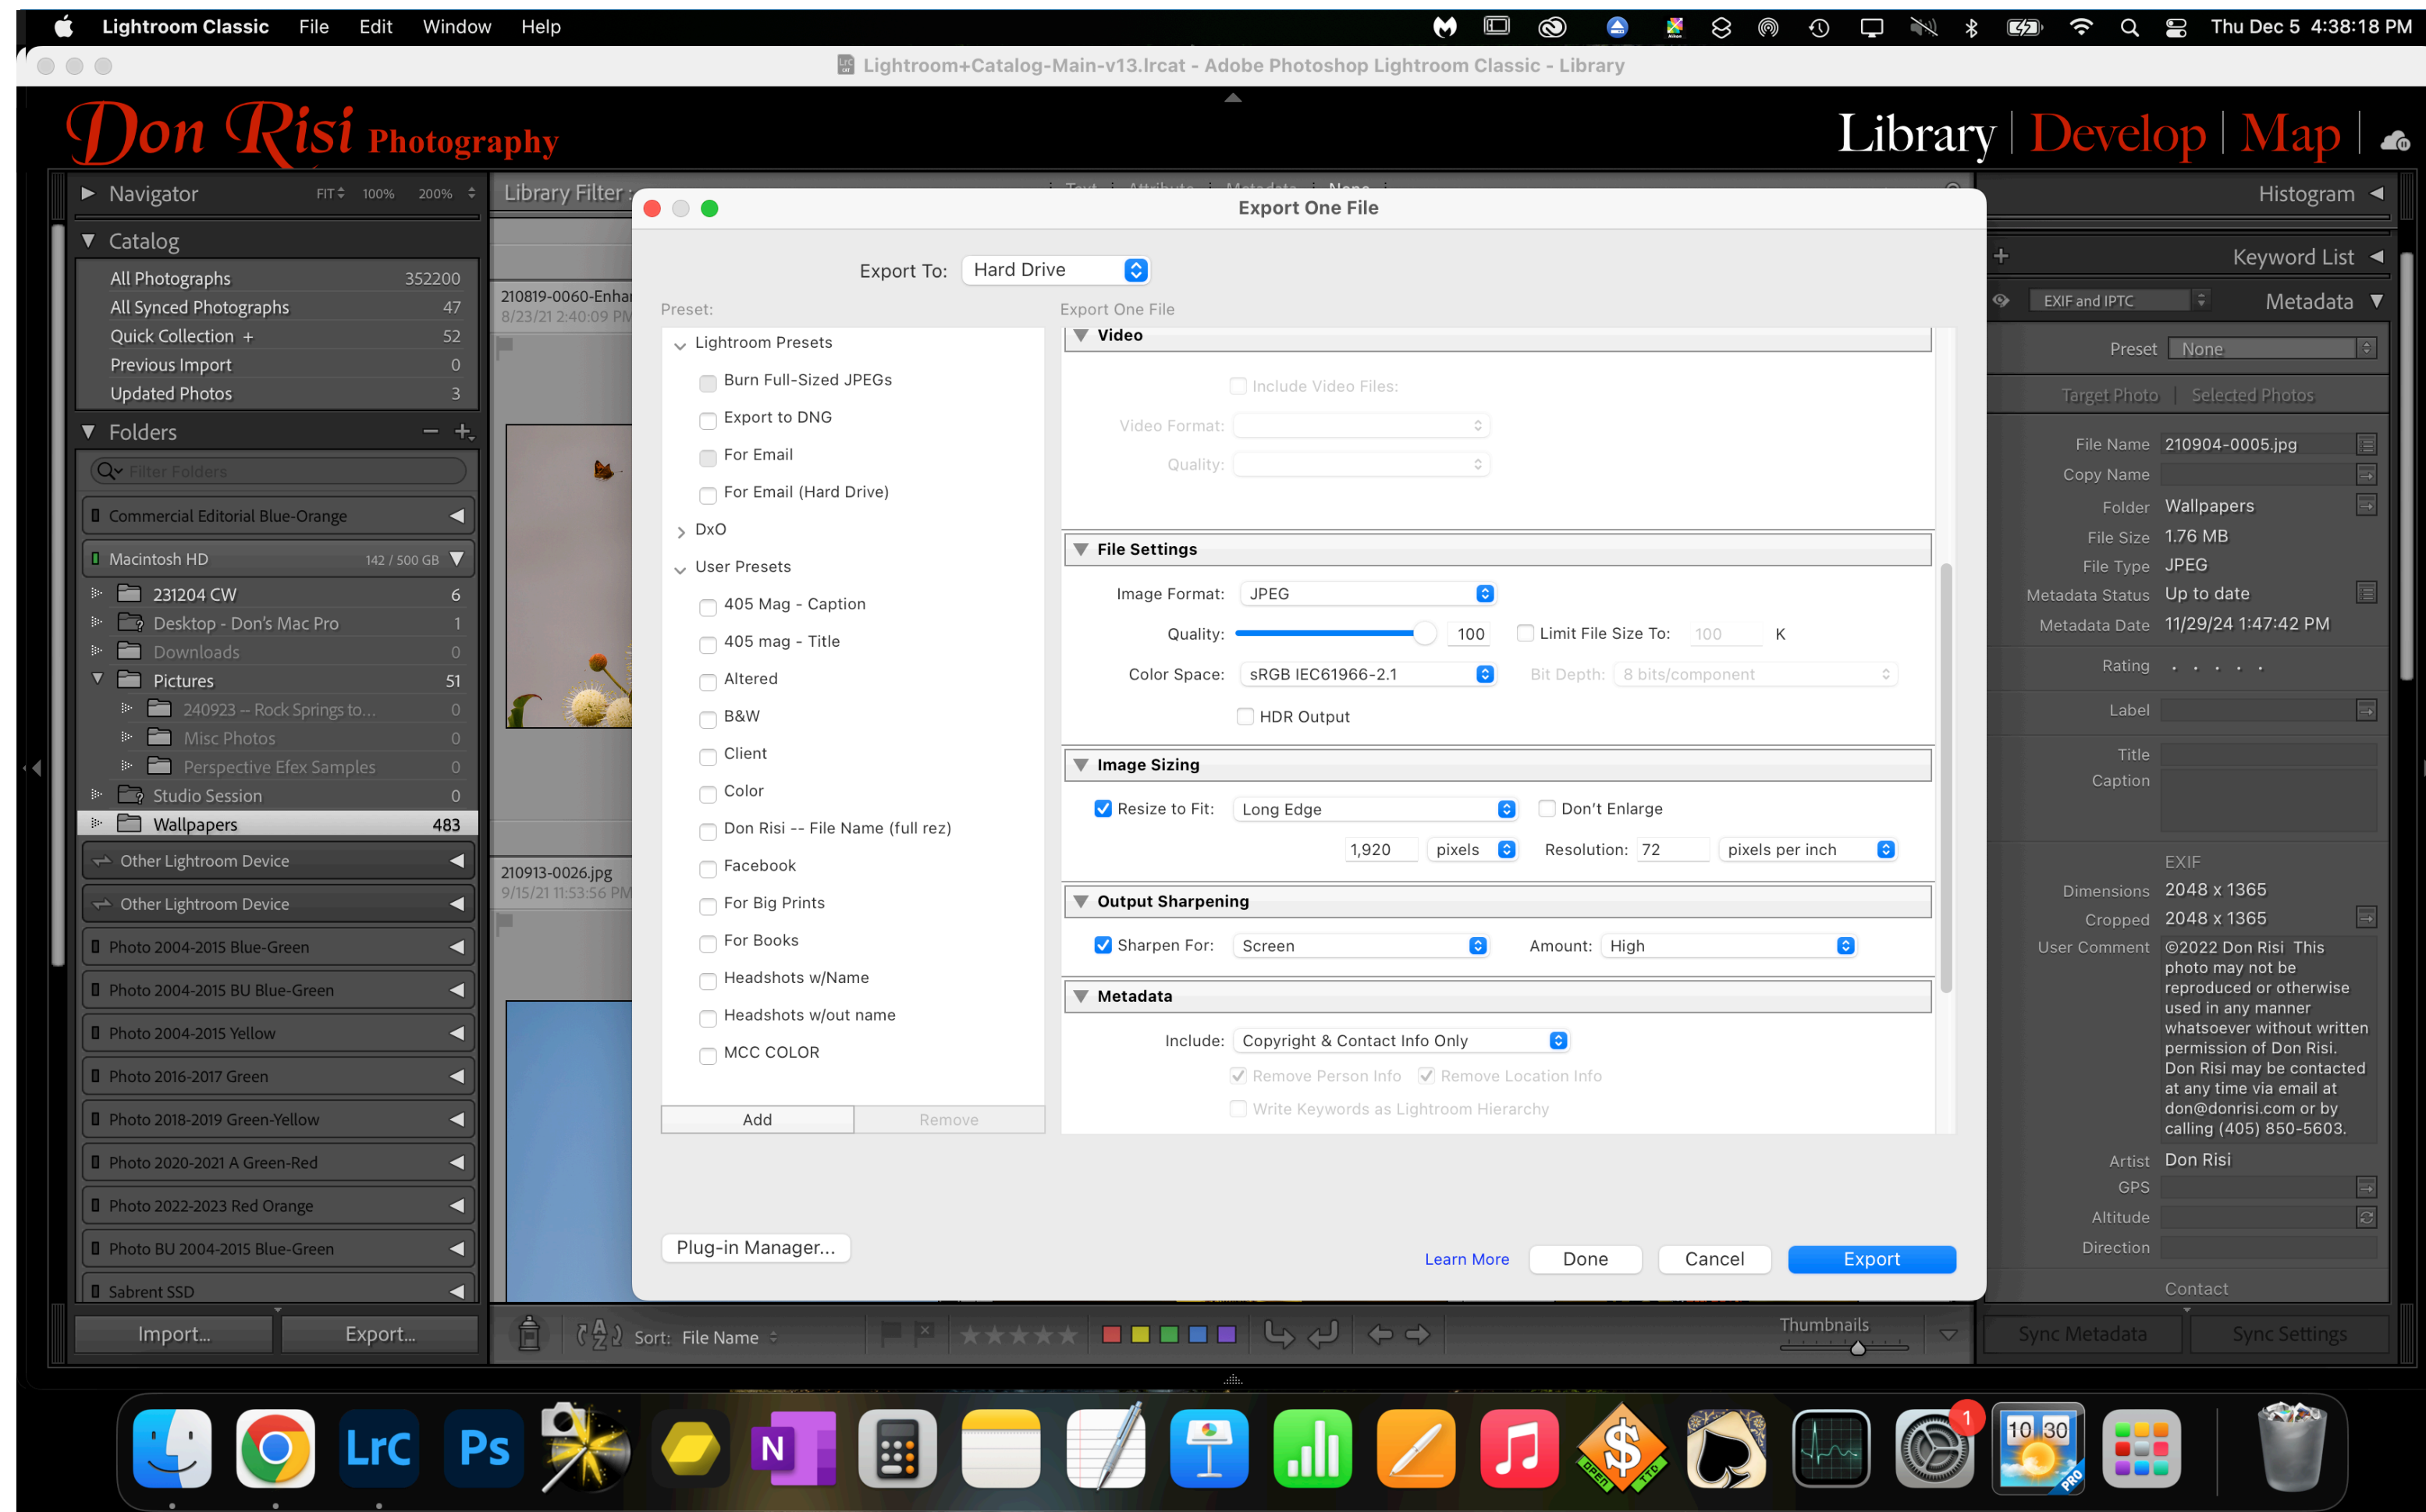 Lightroom Classic File Edit Window Help
Thu Dec 5 4:38:18 PM
Lightroom+Catalog-Main-v13.lrcat - Adobe Photoshop Lightroom Classic - Library
Don Risi Photography
Library | Develop | Map
Navigator FIT 100% 200%
Catalog
All Photographs 352200
All Synced Photographs 47
Quick Collection + 52
Previous Import 0
Updated Photos 3
Folders
Filter Folders
Commercial Editorial Blue-Orange
Macintosh HD 142 / 500 GB
231204 CW 6
Desktop - Don's Mac Pro 1
Downloads 0
Pictures 51
240923 -- Rock Springs to... 0
Misc Photos 0
Perspective Efex Samples 0
Studio Session 0
Wallpapers 483
Other Lightroom Device
Other Lightroom Device
Photo 2004-2015 Blue-Green
Photo 2004-2015 BU Blue-Green
Photo 2004-2015 Yellow
Photo 2016-2017 Green
Photo 2018-2019 Green-Yellow
Photo 2020-2021 A Green-Red
Photo 2022-2023 Red Orange
Photo BU 2004-2015 Blue-Green
Sabrent SSD
Import... Export...
Library Filter :
210819-0060-Enha
8/23/21 2:40:09 PM
210913-0026.jpg
9/15/21 11:53:56 PM
Export One File
Export To: Hard Drive
Preset:
Lightroom Presets
Burn Full-Sized JPEGs
Export to DNG
For Email
For Email (Hard Drive)
DxO
User Presets
405 Mag - Caption
405 mag - Title
Altered
B&W
Client
Color
Don Risi -- File Name (full rez)
Facebook
For Big Prints
For Books
Headshots w/Name
Headshots w/out name
MCC COLOR
Add Remove
Plug-in Manager...
Export One File
Video
Include Video Files:
Video Format:
Quality:
File Settings
Image Format: JPEG
Quality: 100 Limit File Size To: 100 K
Color Space: sRGB IEC61966-2.1 Bit Depth: 8 bits/component
HDR Output
Image Sizing
Resize to Fit: Long Edge Don't Enlarge
1,920 pixels Resolution: 72 pixels per inch
Output Sharpening
Sharpen For: Screen Amount: High
Metadata
Include: Copyright & Contact Info Only
Remove Person Info Remove Location Info
Write Keywords as Lightroom Hierarchy
Learn More Done Cancel Export
Sort: File Name
Thumbnails
Histogram
Keyword List
EXIF and IPTC Metadata
Preset None
Target Photo | Selected Photos
File Name 210904-0005.jpg
Copy Name
Folder Wallpapers
File Size 1.76 MB
File Type JPEG
Metadata Status Up to date
Metadata Date 11/29/24 1:47:42 PM
Rating
Label
Title
Caption
EXIF
Dimensions 2048 x 1365
Cropped 2048 x 1365
User Comment ©2022 Don Risi This
photo may not be
reproduced or otherwise
used in any manner
whatsoever without written
permission of Don Risi.
Don Risi may be contacted
at any time via email at
don@donrisi.com or by
calling (405) 850-5603.
Artist Don Risi
GPS
Altitude
Direction
Contact
Sync Metadata Sync Settings
LrC
Ps
N
$
OPEN TTD
1
10 30
PRO